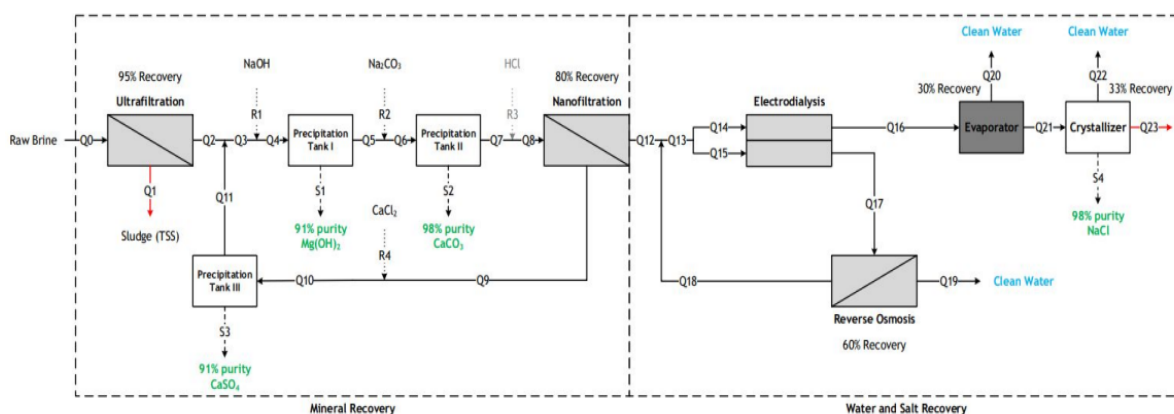 Clean Water
Clean Water
NaOH
Na₂CO₃
HCl
95% Recovery
80% Recovery
Q20
Q22
Ultrafiltration
Nanofiltration
Electrodialysis
30% Recovery
33% Recovery
R1
R2
R3
Raw Brine
Q0
Q2
Q3
Q4
Precipitation
Tank I
Q5
Q6
Precipitation
Tank II
Q7
Q8
Q12
Q13
Q14
Q15
Q16
Evaporator
Q21
Crystallizer
Q23
Q1
Q11
S1
S2
S4
Sludge (TSS)
91% purity
Mg(OH)₂
98% purity
CaCO₃
98% purity
NaCl
CaCl₂
Q17
R4
Precipitation
Tank III
Q10
Q9
Q18
Q19
Clean Water
S3
Reverse Osmosis
91% purity
CaSO₄
60% Recovery
Mineral Recovery
Water and Salt Recovery